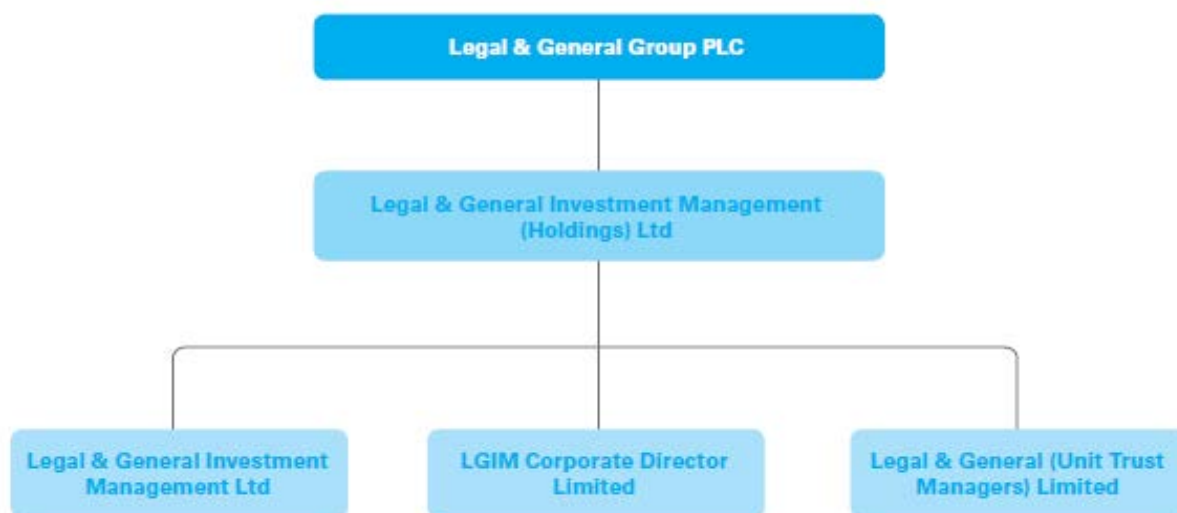 Legal & General Group PLC
Legal & General Investment Management
(Holdings) Ltd
Legal & General Investment
Management Ltd
LGIM Corporate Director
Limited
Legal & General (Unit Trust
Managers) Limited